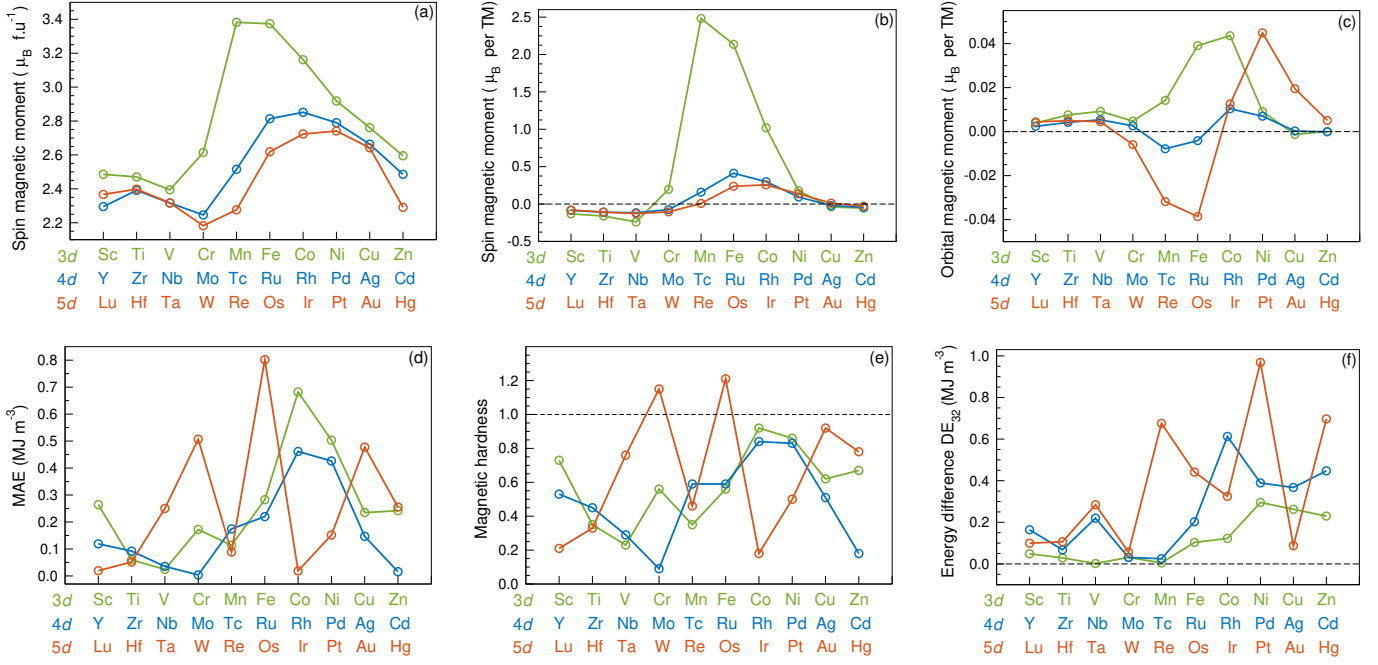 (a)
Spin magnetic moment ( μB f.u⁻¹)
3.8
3.4
3.0
2.6
2.4
2.2
3d Sc Ti V Cr Mn Fe Co Ni Cu Zn
4d Y Zr Nb Mo Tc Ru Rh Pd Ag Cd
5d Lu Hf Ta W Re Os Ir Pt Au Hg
(b)
Spin magnetic moment ( μB per TM)
2.5
2.0
1.5
1.0
0.5
0.0
-0.5
3d Sc Ti V Cr Mn Fe Co Ni Cu Zn
4d Y Zr Nb Mo Tc Ru Rh Pd Ag Cd
5d Lu Hf Ta W Re Os Ir Pt Au Hg
(c)
Orbital magnetic moment ( μB per TM)
0.04
0.02
0.00
-0.02
-0.04
3d Sc Ti V Cr Mn Fe Co Ni Cu Zn
4d Y Zr Nb Mo Tc Ru Rh Pd Ag Cd
5d Lu Hf Ta W Re Os Ir Pt Au Hg
(d)
MAE (MJ m⁻³)
0.8
0.7
0.6
0.5
0.4
0.3
0.2
0.1
0.0
3d Sc Ti V Cr Mn Fe Co Ni Cu Zn
4d Y Zr Nb Mo Tc Ru Rh Pd Ag Cd
5d Lu Hf Ta W Re Os Ir Pt Au Hg
(e)
Magnetic hardness
1.2
1.0
0.8
0.6
0.4
0.2
0.0
3d Sc Ti V Cr Mn Fe Co Ni Cu Zn
4d Y Zr Nb Mo Tc Ru Rh Pd Ag Cd
5d Lu Hf Ta W Re Os Ir Pt Au Hg
(f)
Energy difference DE32 (MJ m⁻³)
1.0
0.8
0.6
0.4
0.2
0.0
3d Sc Ti V Cr Mn Fe Co Ni Cu Zn
4d Y Zr Nb Mo Tc Ru Rh Pd Ag Cd
5d Lu Hf Ta W Re Os Ir Pt Au Hg